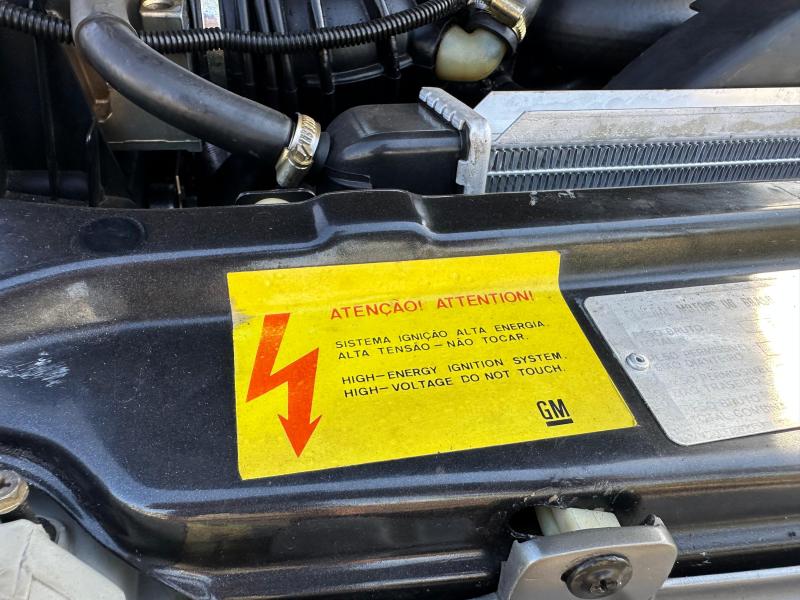 ATENÇÃO! ATTENTION!
SISTEMA IGNIÇÃO ALTA ENERGIA.
ALTA TENSÃO — NÃO TOCAR.
HIGH—ENERGY IGNITION SYSTEM.
HIGH—VOLTAGE DO NOT TOUCH.
GM